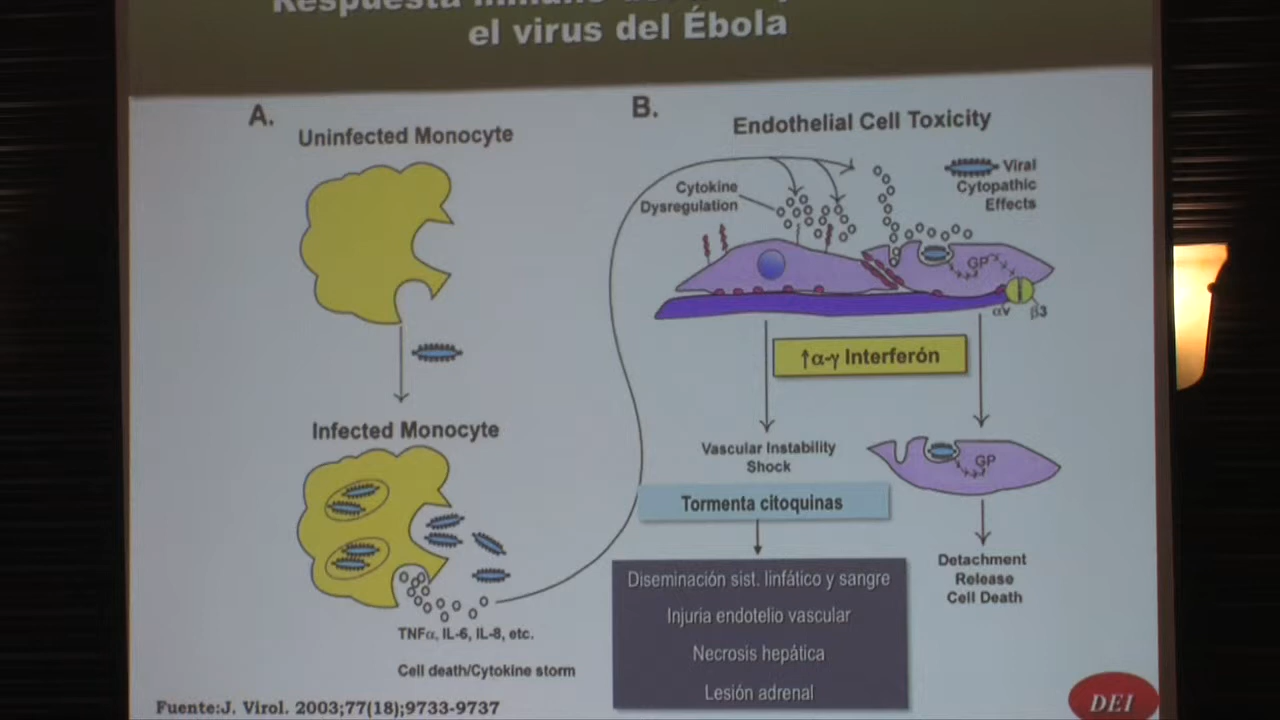 Respuesta
el virus del Ébola
A.
Uninfected Monocyte
Infected Monocyte
TNFα, IL-6, IL-8, etc.
Cell death/Cytokine storm
B.
Endothelial Cell Toxicity
Cytokine
Dysregulation
Viral
Cytopathic
Effects
GP
αV
β3
↑α-γ Interferón
Vascular Instability
Shock
GP
Tormenta citoquinas
Detachment
Release
Cell Death
Diseminación sist. linfático y sangre
Injuria endotelio vascular
Necrosis hepática
Lesión adrenal
Fuente:J. Virol. 2003;77(18);9733-9737
DEI